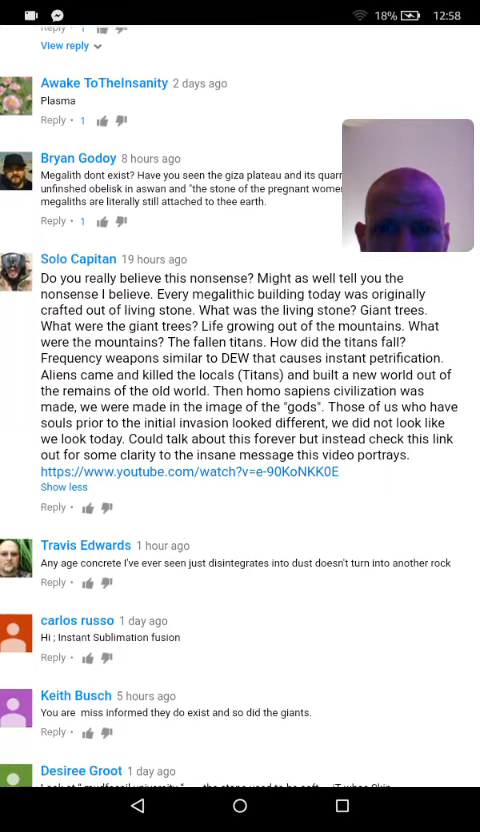 18% 12:58
Reply • 1
View reply
Awake ToTheInsanity 2 days ago
Plasma
Reply • 1
Bryan Godoy 8 hours ago
Megalith dont exist? Have you seen the giza plateau and its quarr
unfinshed obelisk in aswan and "the stone of the pregnant wome
megaliths are literally still attached to thee earth.
Reply • 1
Solo Capitan 19 hours ago
Do you really believe this nonsense? Might as well tell you the
nonsense I believe. Every megalithic building today was originally
crafted out of living stone. What was the living stone? Giant trees.
What were the giant trees? Life growing out of the mountains. What
were the mountains? The fallen titans. How did the titans fall?
Frequency weapons similar to DEW that causes instant petrification.
Aliens came and killed the locals (Titans) and built a new world out of
the remains of the old world. Then homo sapiens civilization was
made, we were made in the image of the "gods". Those of us who have
souls prior to the initial invasion looked different, we did not look like
we look today. Could talk about this forever but instead check this link
out for some clarity to the insane message this video portrays.
https://www.youtube.com/watch?v=e-90KoNKK0E
Show less
Reply •
Travis Edwards 1 hour ago
Any age concrete I've ever seen just disintegrates into dust doesn't turn into another rock
Reply •
carlos russo 1 day ago
Hi ; Instant Sublimation fusion
Reply •
Keith Busch 5 hours ago
You are miss informed they do exist and so did the giants.
Reply •
Desiree Groot 1 day ago